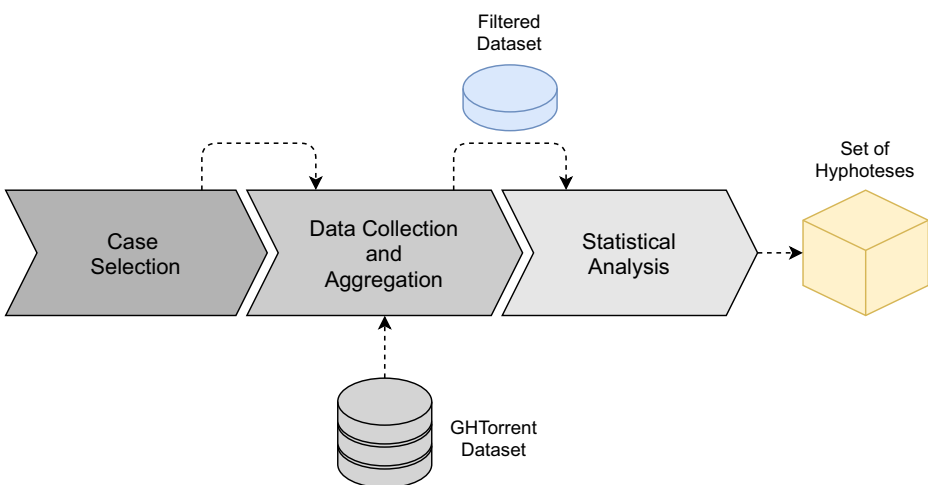 Filtered
Dataset
Set of
Hyphoteses
Case
Selection
Data Collection
and
Aggregation
Statistical
Analysis
GHTorrent
Dataset